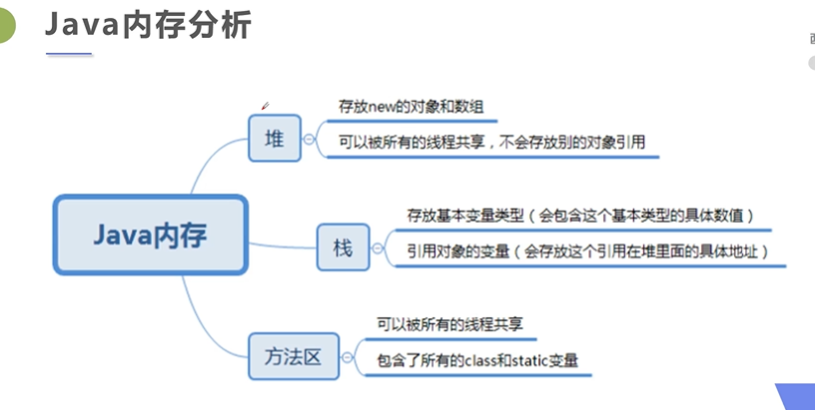 Java内存分析
存放new的对象和数组
堆
可以被所有的线程共享，不会存放别的对象引用
存放基本变量类型（会包含这个基本类型的具体数值）
Java内存
栈
引用对象的变量（会存放这个引用在堆里面的具体地址）
可以被所有的线程共享
方法区
包含了所有的class和static变量